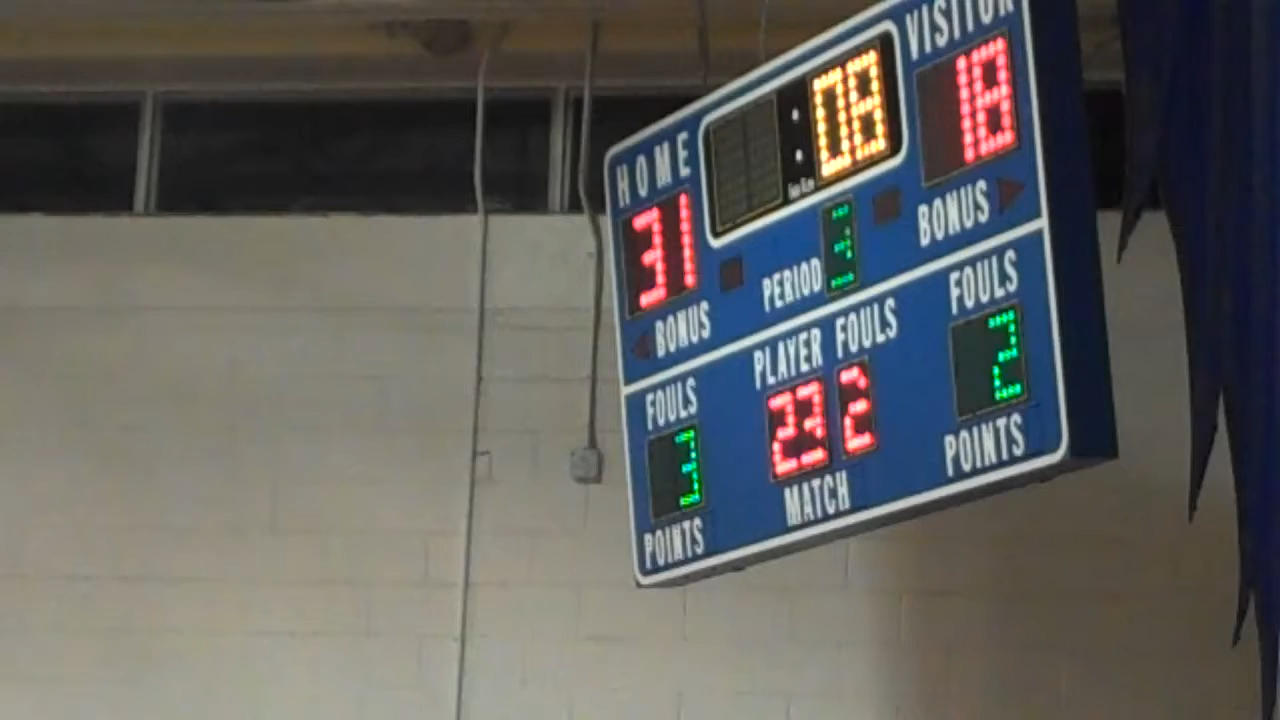 HOME
VISITOR
31
:08
18
BONUS
PERIOD
BONUS
FOULS
PLAYER FOULS
FOULS
3
23 2
2
POINTS
MATCH
POINTS